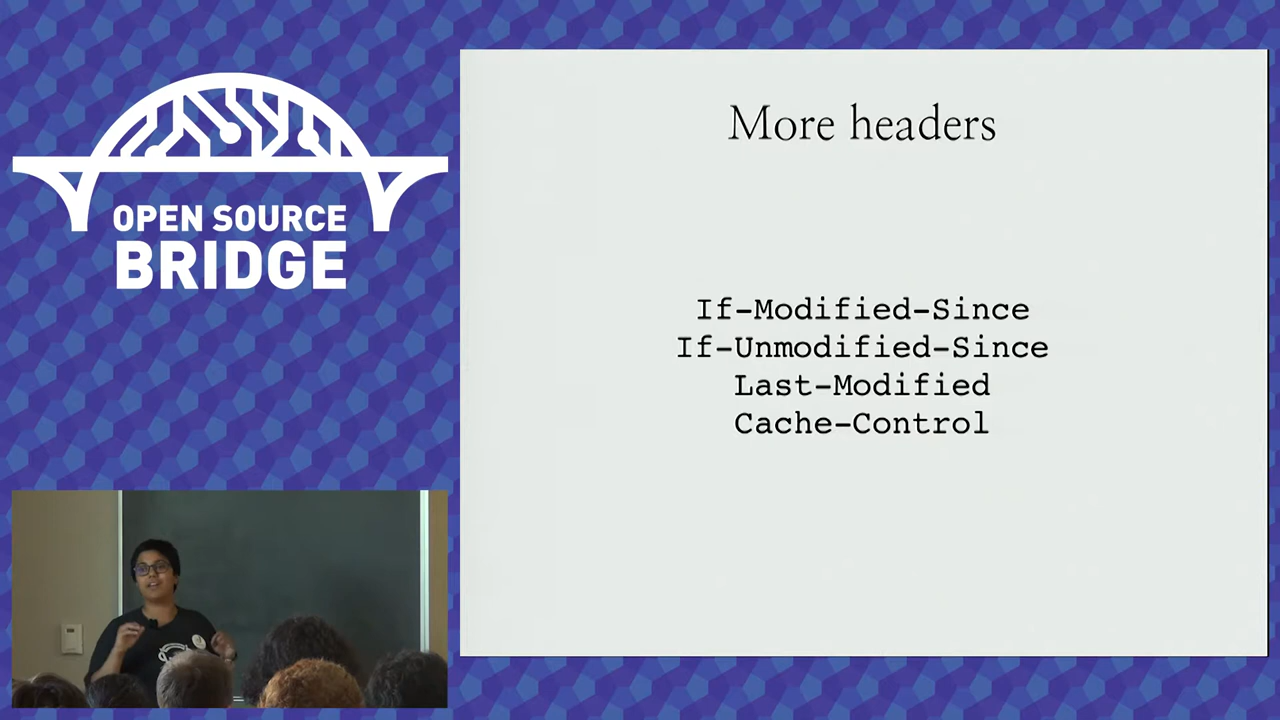 OPEN SOURCE
BRIDGE
More headers
If-Modified-Since
If-Unmodified-Since
Last-Modified
Cache-Control